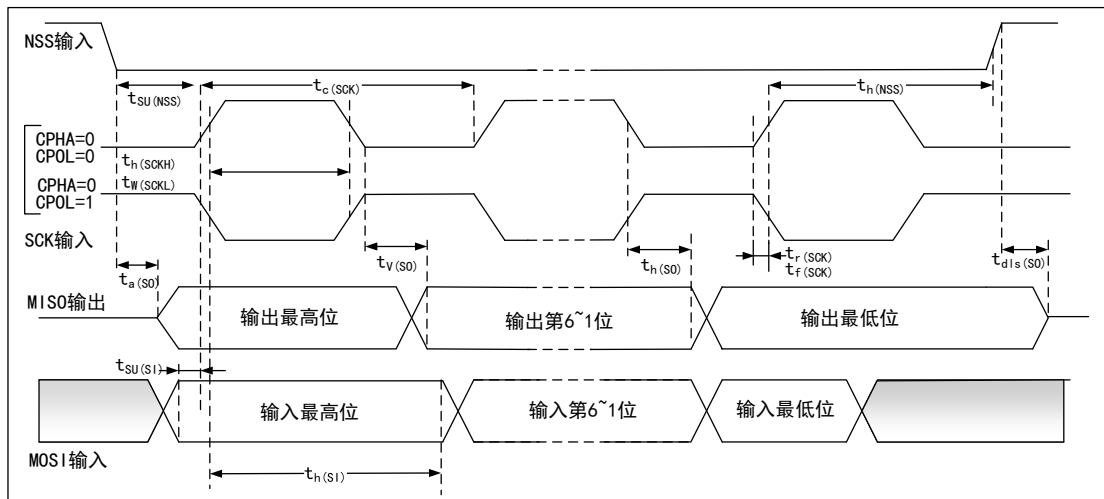 NSS输入
tSU(NSS)
tc(SCK)
th(NSS)
CPHA=0
CPOL=0
th(SCKH)
tW(SCKL)
CPHA=0
CPOL=1
SCK输入
ta(SO)
tV(SO)
th(SO)
tr(SCK)
tf(SCK)
tdis(SO)
MISO输出
输出最高位
输出第6~1位
输出最低位
tSU(SI)
输入最高位
输入第6~1位
输入最低位
MOSI输入
th(SI)